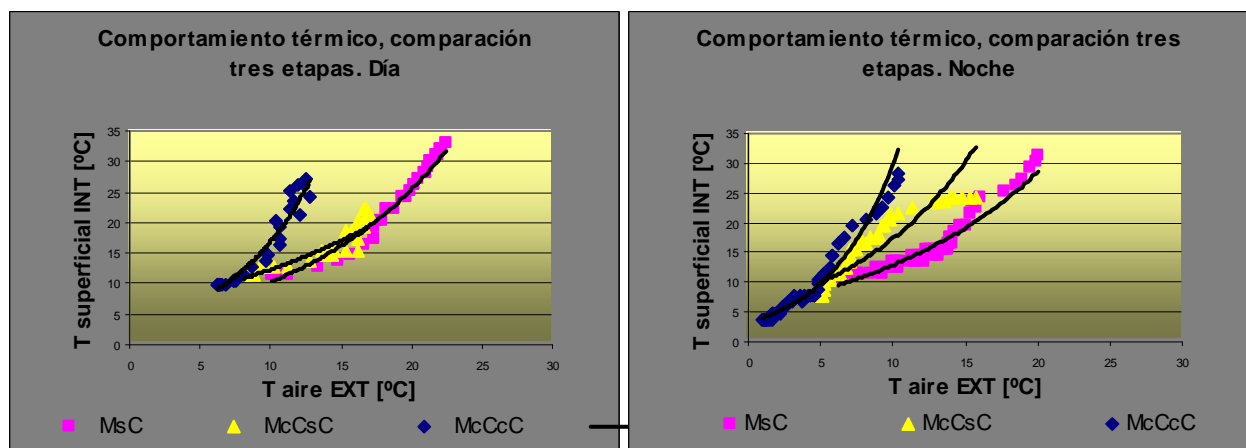 Comportamiento térmico, comparación
tres etapas. Día
T superficial INT [ºC]
35
30
25
20
15
10
5
0
0 5 10 15 20 25 30
T aire EXT [ºC]
MsC McCsC McCcC
Comportamiento térmico, comparación tres
etapas. Noche
T superficial INT [ºC]
35
30
25
20
15
10
5
0
0 5 10 15 20 25 30
T aire EXT [ºC]
MsC McCsC McCcC